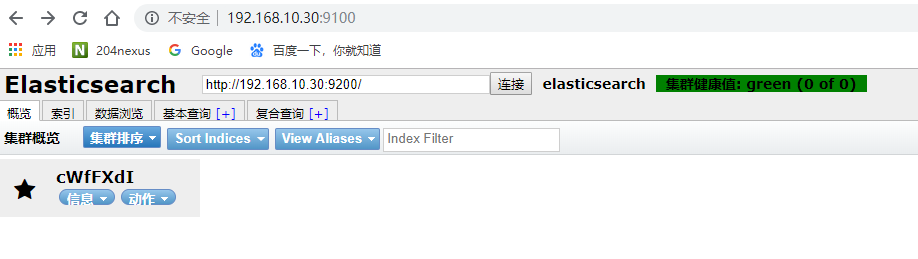 不安全 | 192.168.10.30:9100
应用 204nexus Google 百度一下，你就知道
Elasticsearch http://192.168.10.30:9200/ 连接 elasticsearch 集群健康值: green (0 of 0)
概览 索引 数据浏览 基本查询 [+] 复合查询 [+]
集群概览 集群排序 Sort Indices View Aliases Index Filter
cWfFXdI
信息 动作